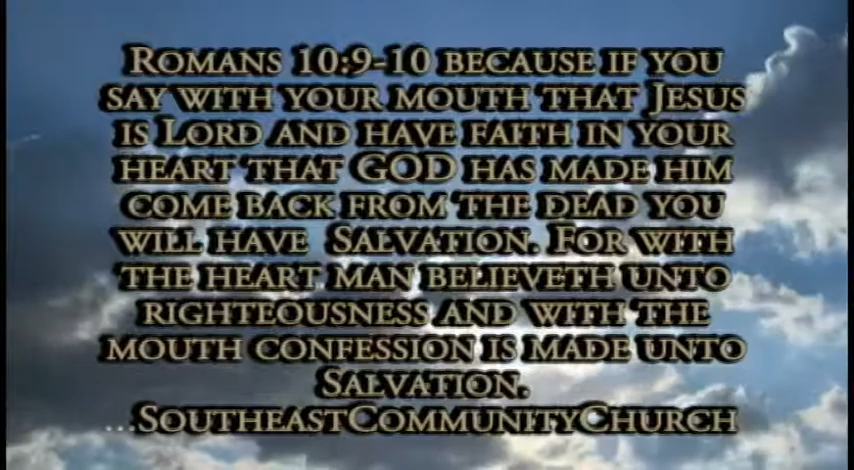 Romans 10:9-10 because if you
say with your mouth that Jesus
is Lord and have faith in your
heart that GOD has made him
come back from the dead you
will have Salvation. For with
the heart man believeth unto
righteousness and with the
mouth confession is made unto
Salvation.
...SoutheastCommunityChurch